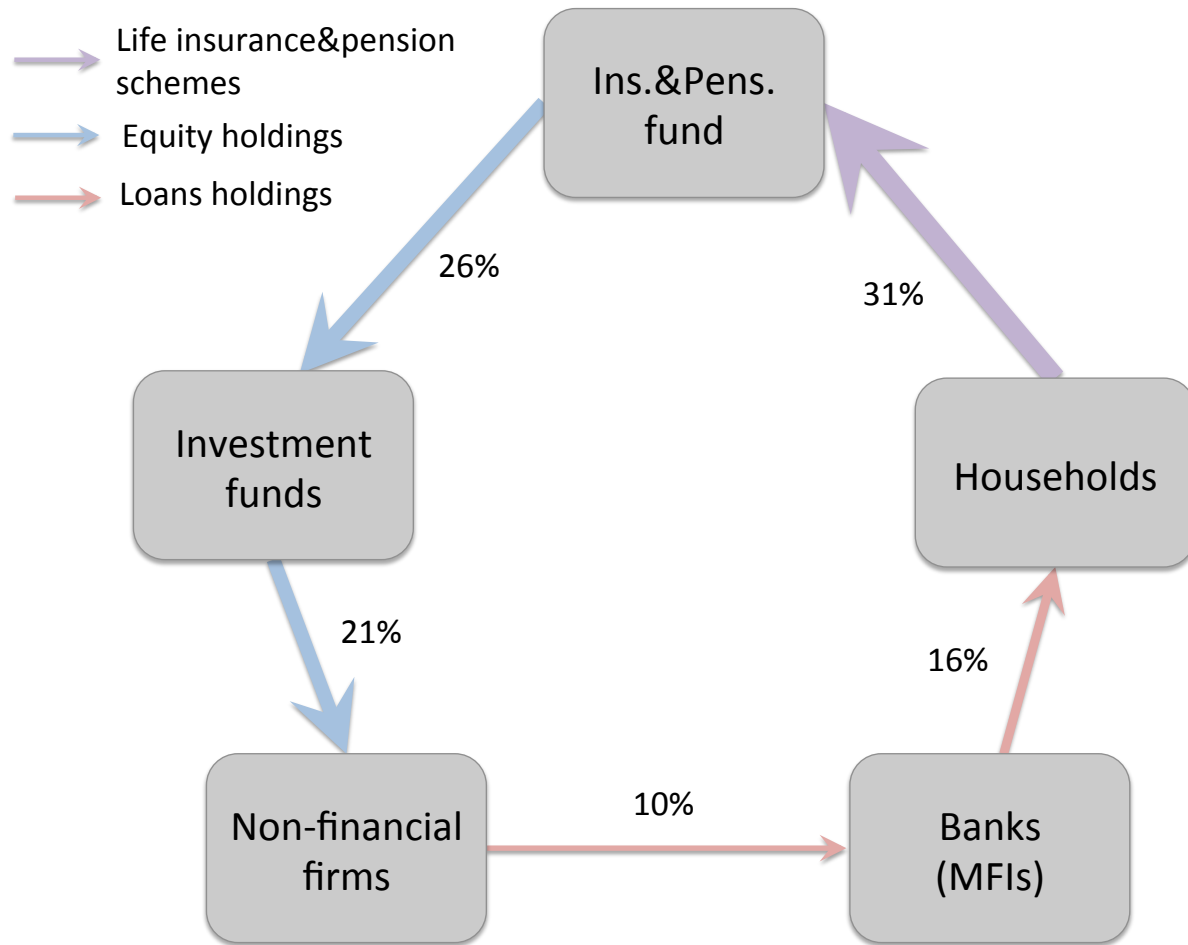 Life insurance&pension
schemes
Equity holdings
Loans holdings
Ins.&Pens.
fund
26%
31%
Investment
funds
Households
21%
16%
Non-financial
firms
10%
Banks
(MFIs)